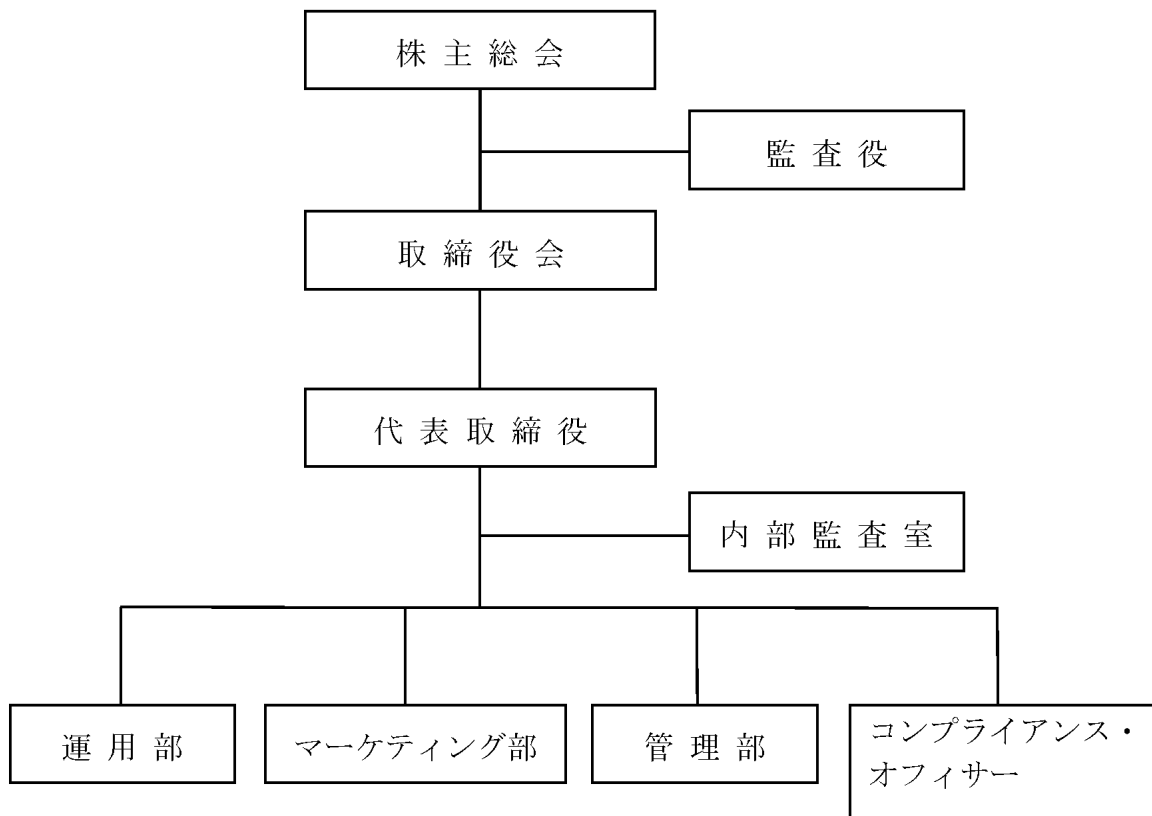 株主総会
監査役
取締役会
代表取締役
内部監査室
運用部
マーケティング部
管理部
コンプライアンス・
オフィサー